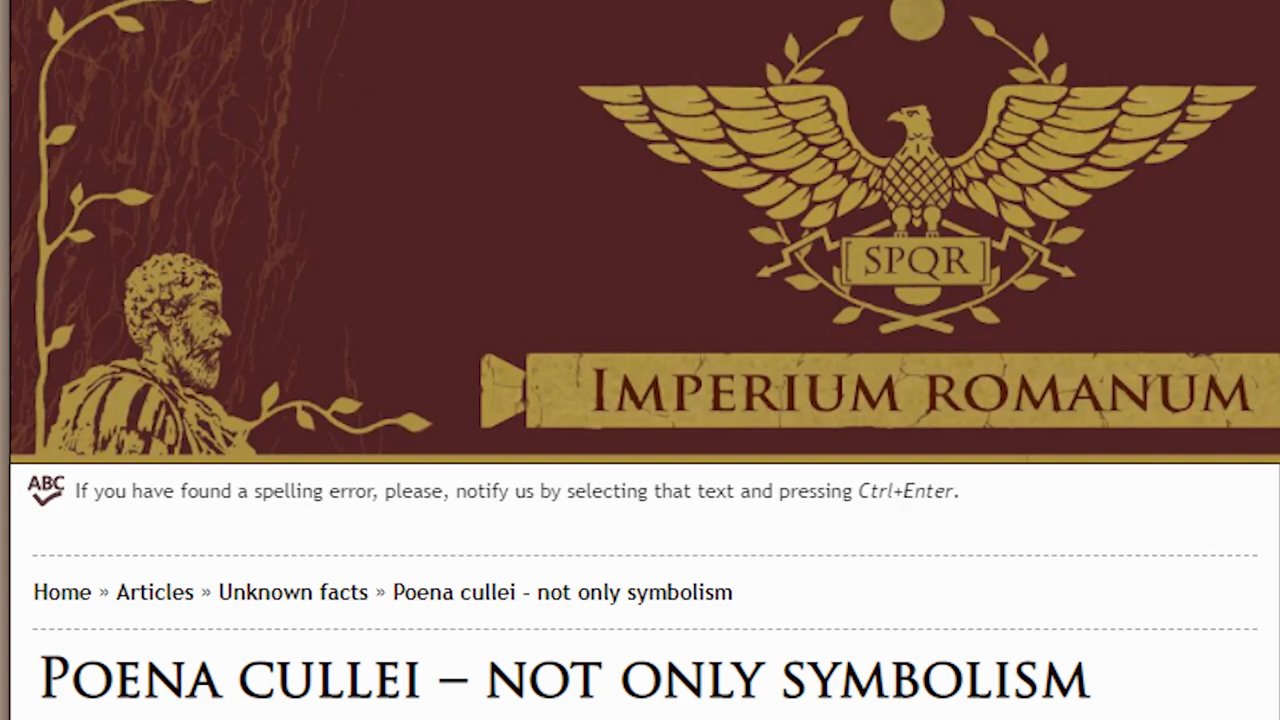 SPQR
IMPERIUM ROMANUM
ABC
If you have found a spelling error, please, notify us by selecting that text and pressing Ctrl+Enter.
Home » Articles » Unknown facts » Poena cullei - not only symbolism
POENA CULLEI – NOT ONLY SYMBOLISM